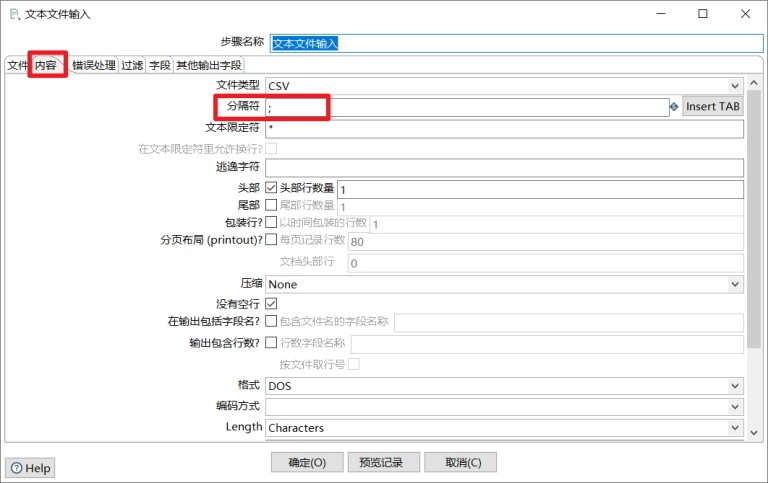 文本文件输入
步骤名称 文本文件输入
文件 内容 错误处理 过滤 字段 其他输出字段
文件类型 CSV
分隔符 ; Insert TAB
文本限定符 "
在文本限定符里允许换行?
逃逸字符
头部 头部行数量 1
尾部 尾部行数量 1
包装行? 以时间包装的行数 1
分页布局 (printout)? 每页记录行数 80
文档头部行 0
压缩 None
没有空行
在输出包括字段名? 包含文件名的字段名称
输出包含行数? 行数字段名称
按文件取行号
格式 DOS
编码方式
Length Characters
Help 确定(O) 预览记录 取消(C)